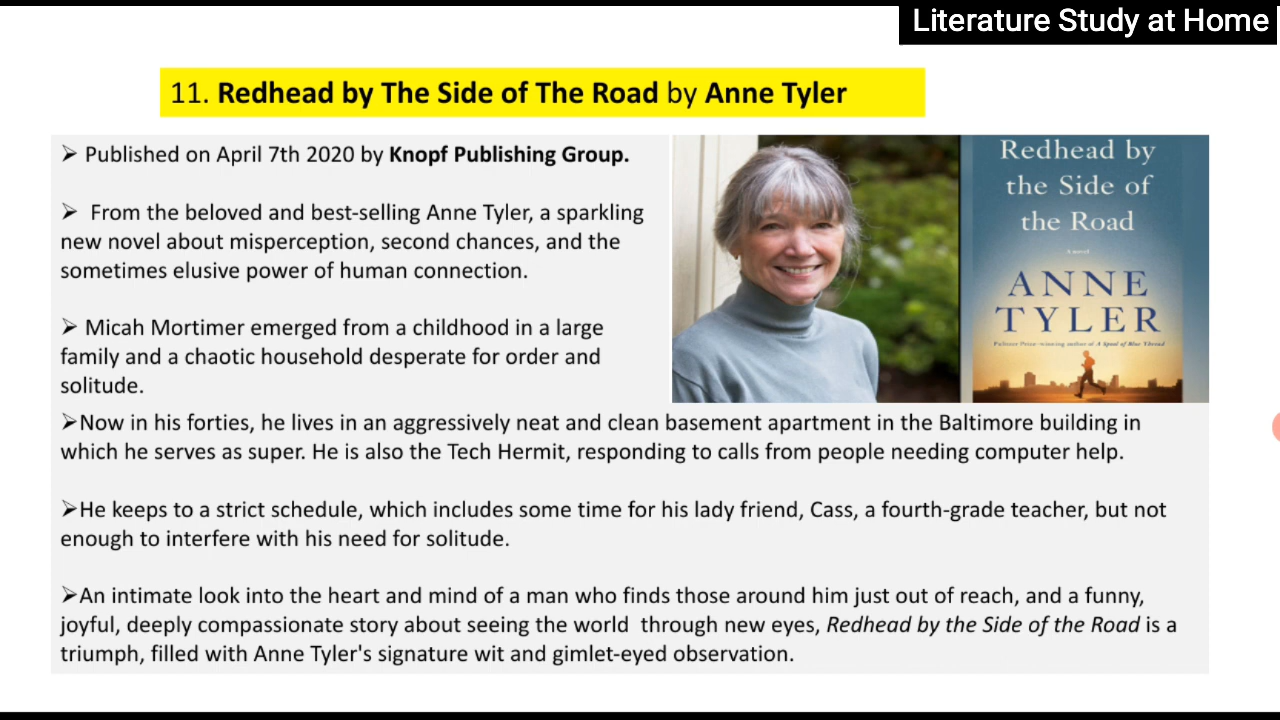 Literature Study at Home
11. Redhead by The Side of The Road by Anne Tyler
➢ Published on April 7th 2020 by Knopf Publishing Group.
➢ From the beloved and best-selling Anne Tyler, a sparkling
new novel about misperception, second chances, and the
sometimes elusive power of human connection.
➢ Micah Mortimer emerged from a childhood in a large
family and a chaotic household desperate for order and
solitude.
➢Now in his forties, he lives in an aggressively neat and clean basement apartment in the Baltimore building in
which he serves as super. He is also the Tech Hermit, responding to calls from people needing computer help.
➢He keeps to a strict schedule, which includes some time for his lady friend, Cass, a fourth-grade teacher, but not
enough to interfere with his need for solitude.
➢An intimate look into the heart and mind of a man who finds those around him just out of reach, and a funny,
joyful, deeply compassionate story about seeing the world through new eyes, Redhead by the Side of the Road is a
triumph, filled with Anne Tyler's signature wit and gimlet-eyed observation.
Redhead by
the Side of
the Road
A novel
ANNE
TYLER
Pulitzer Prize–winning author of A Spool of Blue Thread